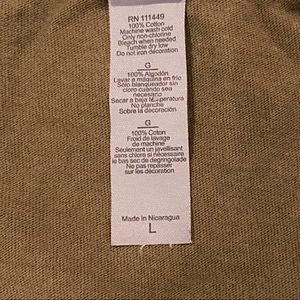 RN 111449
100% Cotton
Machine wash cold
Only non-chlorine
Bleach when needed
Tumble dry low
Do not iron decoration
G
100% Algodón
Lavar a máquina en frío
Sólo blanqueador sin
cloro cuando sea
necesario
Secar a baja temperatura
No planche
Sobre la decoración
G
100% Coton
Froid de lavage
de machine
Seulement un javellisant
sans chlore si nécessaire
le sec bas de degringolade
Ne pas repasser
sur les décoration
Made in Nicaragua
L